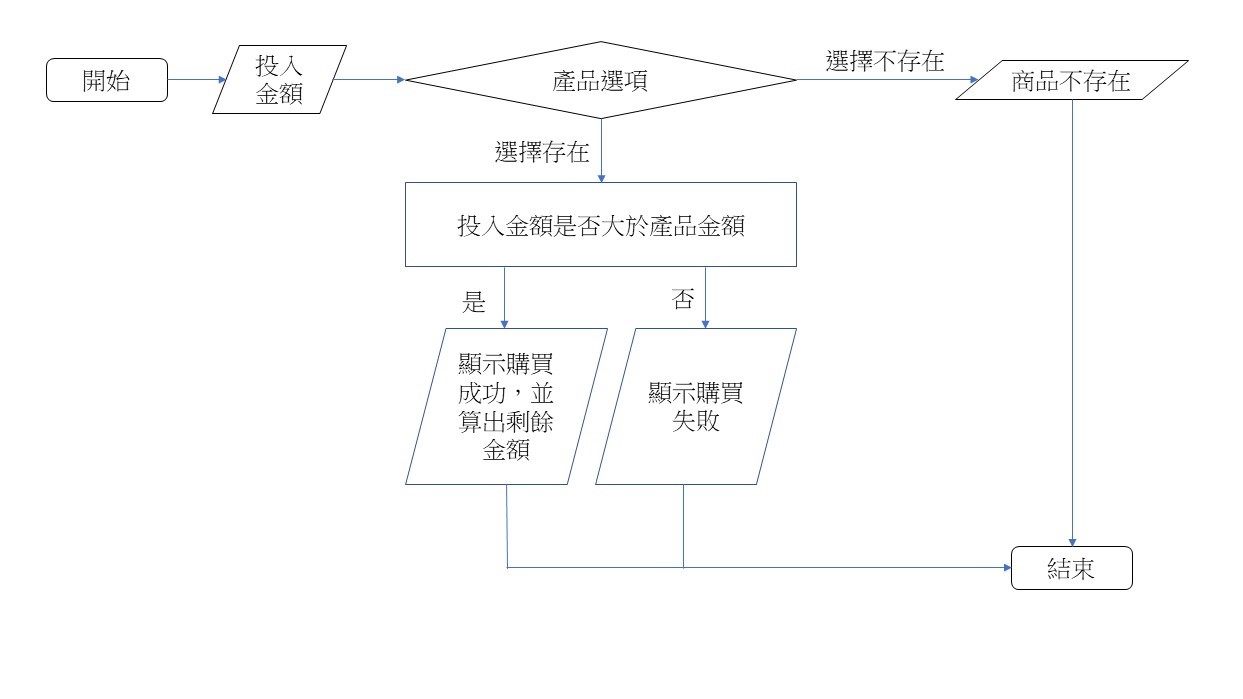 開始
投入
金額
產品選項
選擇不存在
商品不存在
選擇存在
投入金額是否大於產品金額
是
否
顯示購買
成功，並
算出剩餘
金額
顯示購買
失敗
結束